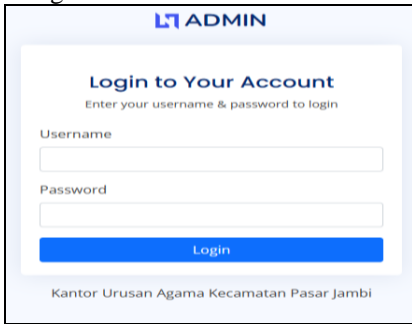 ADMIN
Login to Your Account
Enter your username & password to login
Username
Password
Login
Kantor Urusan Agama Kecamatan Pasar Jambi